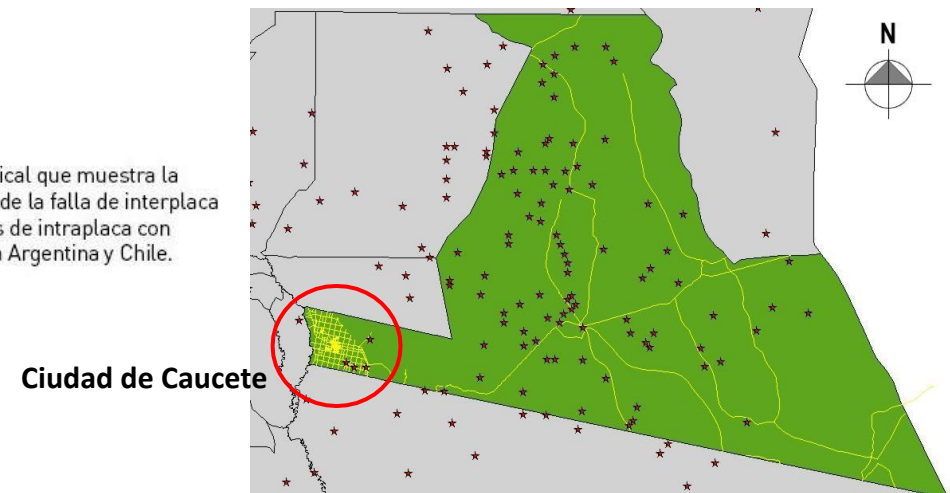 N
ical que muestra la
de la falla de interplaca
s de intraplaca con
Argentina y Chile.
Ciudad de Caucete